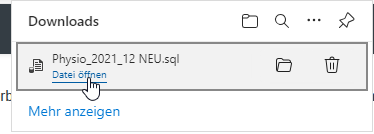 Downloads
Physio_2021_12 NEU.sql
Datei öffnen
Mehr anzeigen